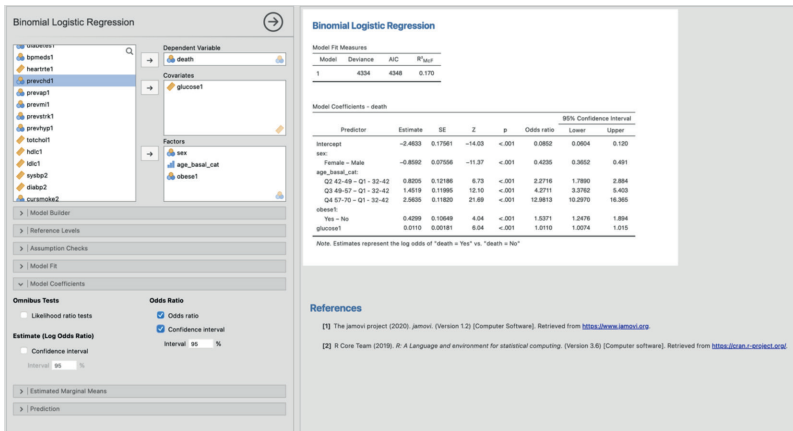 Binomial Logistic Regression
diabetes1
bpmeds1
heartrte1
prevchd1
prevap1
prevmi1
prevstrk1
prevhyp1
totchol1
hdlc1
ldlc1
sysbp2
diabp2
cursmoke2
Dependent Variable
death
Covariates
glucose1
Factors
sex
age_basal_cat
obese1
Model Builder
Reference Levels
Assumption Checks
Model Fit
Model Coefficients
Omnibus Tests
Likelihood ratio tests
Estimate (Log Odds Ratio)
Confidence interval
Interval 95 %
Odds Ratio
Odds ratio
Confidence interval
Interval 95 %
Estimated Marginal Means
Prediction
Binomial Logistic Regression
Model Fit Measures
Model Deviance AIC R²McF
1 4334 4348 0.170
Model Coefficients - death
95% Confidence Interval
Predictor Estimate SE Z p Odds ratio Lower Upper
Intercept −2.4633 0.17561 −14.03 <.001 0.0852 0.0604 0.120
sex:
Female – Male −0.8592 0.07556 −11.37 <.001 0.4235 0.3652 0.491
age_basal_cat:
Q2 42-49 – Q1 - 32-42 0.8205 0.12186 6.73 <.001 2.2716 1.7890 2.884
Q3 49-57 – Q1 - 32-42 1.4519 0.11995 12.10 <.001 4.2711 3.3762 5.403
Q4 57-70 – Q1 - 32-42 2.5635 0.11820 21.69 <.001 12.9813 10.2970 16.365
obese1:
Yes – No 0.4299 0.10649 4.04 <.001 1.5371 1.2476 1.894
glucose1 0.0110 0.00181 6.04 <.001 1.0110 1.0074 1.015
Note. Estimates represent the log odds of "death = Yes" vs. "death = No"
References
[1] The jamovi project (2020). jamovi. (Version 1.2) [Computer Software]. Retrieved from https://www.jamovi.org.
[2] R Core Team (2019). R: A Language and environment for statistical computing. (Version 3.6) [Computer software]. Retrieved from https://cran.r-project.org/.